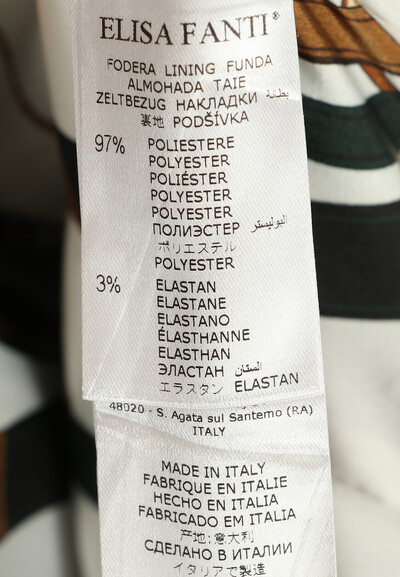 ELISA FANTI®
FODERA LINING FUNDA
ALMOHADA TAIE
ZELTBEZUG НАКЛАДКИ بطانة
裏地 PODŠÍVKA
97% POLIESTERE
POLYESTER
POLIÉSTER
POLYESTER
POLYESTER
ПОЛИЭСТЕР البوليستر
ポリエステル
POLYESTER
3% ELASTAN
ELASTANE
ELASTANO
ÉLASTHANNE
ELASTHAN
ЭЛАСТАН الستان
エラスタン ELASTAN
48020 - S. Agata sul Santerno (RA)
ITALY
MADE IN ITALY
FABRIQUE EN ITALIE
HECHO EN ITALIA
FABRICADO EM ITALIA
产地:意大利
СДЕЛАНО В ИТАЛИИ
イタリアで製造